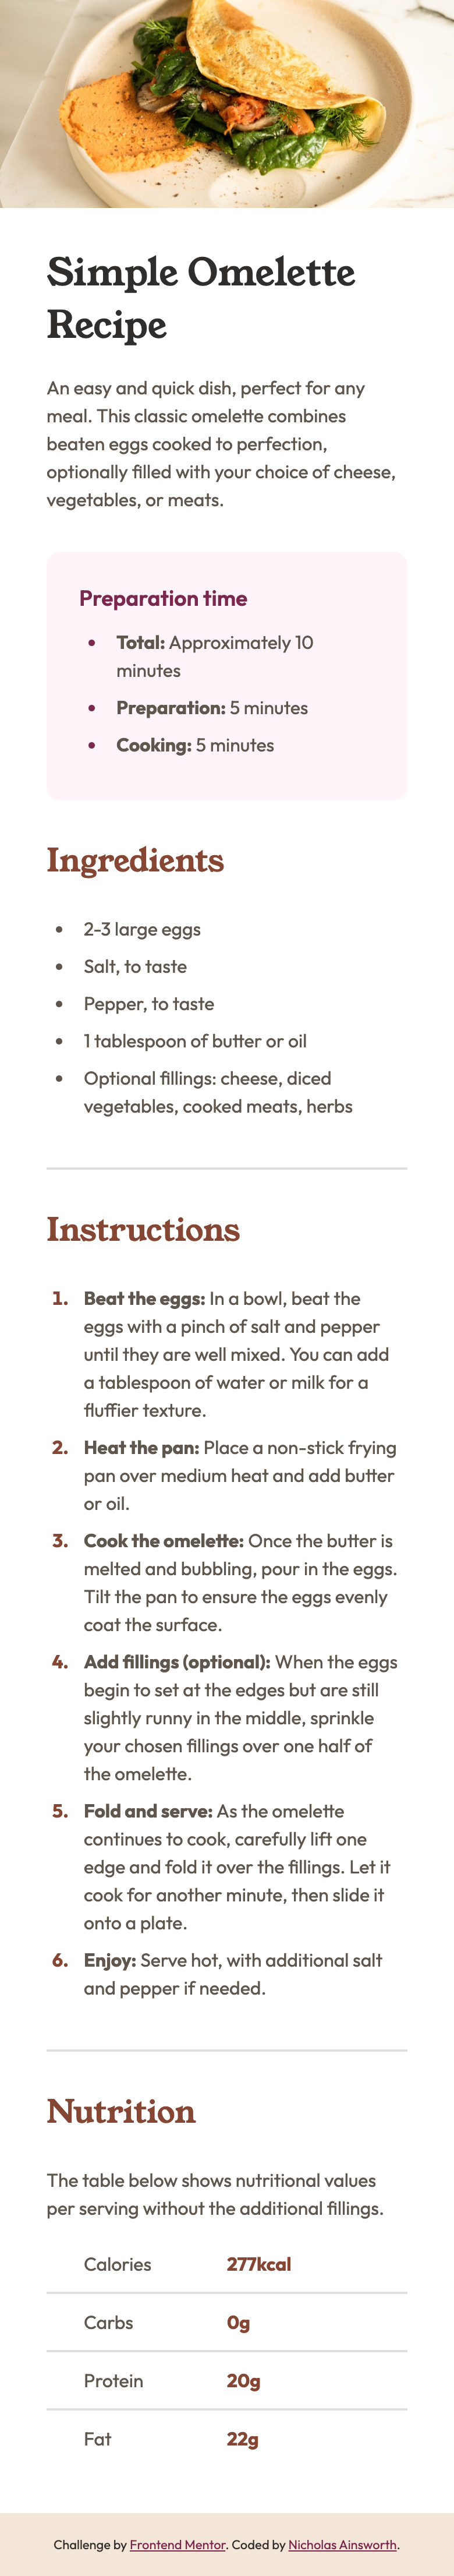 Simple Omelette
Recipe
An easy and quick dish, perfect for any
meal. This classic omelette combines
beaten eggs cooked to perfection,
optionally filled with your choice of cheese,
vegetables, or meats.
Preparation time
• Total: Approximately 10
minutes
• Preparation: 5 minutes
• Cooking: 5 minutes
Ingredients
• 2-3 large eggs
• Salt, to taste
• Pepper, to taste
• 1 tablespoon of butter or oil
• Optional fillings: cheese, diced
vegetables, cooked meats, herbs
Instructions
1. Beat the eggs: In a bowl, beat the
eggs with a pinch of salt and pepper
until they are well mixed. You can add
a tablespoon of water or milk for a
fluffier texture.
2. Heat the pan: Place a non-stick frying
pan over medium heat and add butter
or oil.
3. Cook the omelette: Once the butter is
melted and bubbling, pour in the eggs.
Tilt the pan to ensure the eggs evenly
coat the surface.
4. Add fillings (optional): When the eggs
begin to set at the edges but are still
slightly runny in the middle, sprinkle
your chosen fillings over one half of
the omelette.
5. Fold and serve: As the omelette
continues to cook, carefully lift one
edge and fold it over the fillings. Let it
cook for another minute, then slide it
onto a plate.
6. Enjoy: Serve hot, with additional salt
and pepper if needed.
Nutrition
The table below shows nutritional values
per serving without the additional fillings.
Calories 277kcal
Carbs 0g
Protein 20g
Fat 22g
Challenge by Frontend Mentor. Coded by Nicholas Ainsworth.